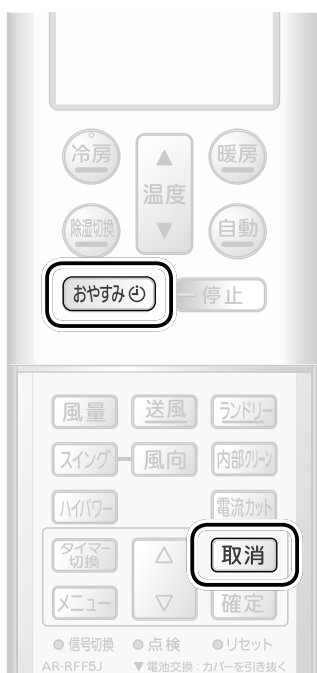 冷房 ▲ 暖房
温度
除湿切換 ▼ 自動
おやすみ 停止
風量 送風 ランドリー
スイング 風向 内部クリーン
ハイパワー 電流カット
タイマー切換 △ 取消
メニュー ▽ 確定
信号切換 点検 リセット
AR-RFF5J ▼電池交換:カバーを引き抜く